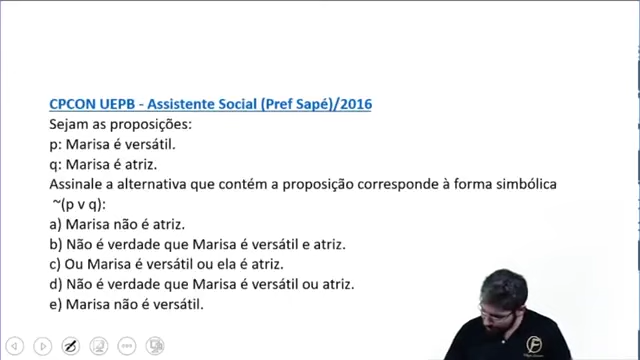 CPCON UEPB - Assistente Social (Pref Sapé)/2016
Sejam as proposições:
p: Marisa é versátil.
q: Marisa é atriz.
Assinale a alternativa que contém a proposição corresponde à forma simbólica
~(p v q):
a) Marisa não é atriz.
b) Não é verdade que Marisa é versátil e atriz.
c) Ou Marisa é versátil ou ela é atriz.
d) Não é verdade que Marisa é versátil ou atriz.
e) Marisa não é versátil.